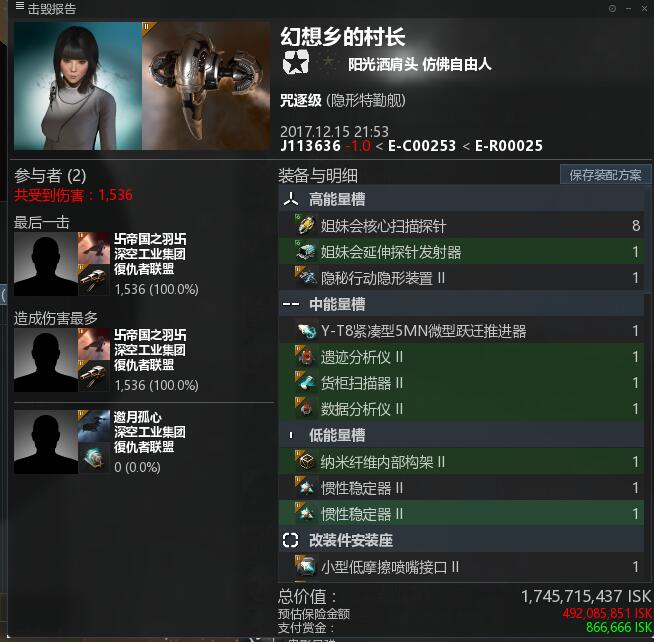 击毁报告
幻想乡的村长
阳光洒肩头 仿佛自由人
咒逐级 (隐形特勤舰)
2017.12.15 21:53
J113636 -1.0 < E-C00253 < E-R00025
参与者 (2)
共受到伤害：1,536
最后一击
卐帝国之羽卐
深空工业集团
復仇者联盟
1,536 (100.0%)
造成伤害最多
卐帝国之羽卐
深空工业集团
復仇者联盟
1,536 (100.0%)
邀月孤心
深空工业集团
復仇者联盟
0 (0.0%)
装备与明细
保存装配方案
高能量槽
姐妹会核心扫描探针 8
姐妹会延伸探针发射器 1
隐秘行动隐形装置 II 1
中能量槽
Y-T8紧凑型5MN微型跃迁推进器 1
遗迹分析仪 II 1
货柜扫描器 II 1
数据分析仪 II 1
低能量槽
纳米纤维内部构架 II 1
惯性稳定器 II 1
惯性稳定器 II 1
改装件安装座
小型低摩擦喷嘴接口 II 1
总价值： 1,745,715,437 ISK
预估保险金额 492,085,851 ISK
支付赏金： 866,666 ISK